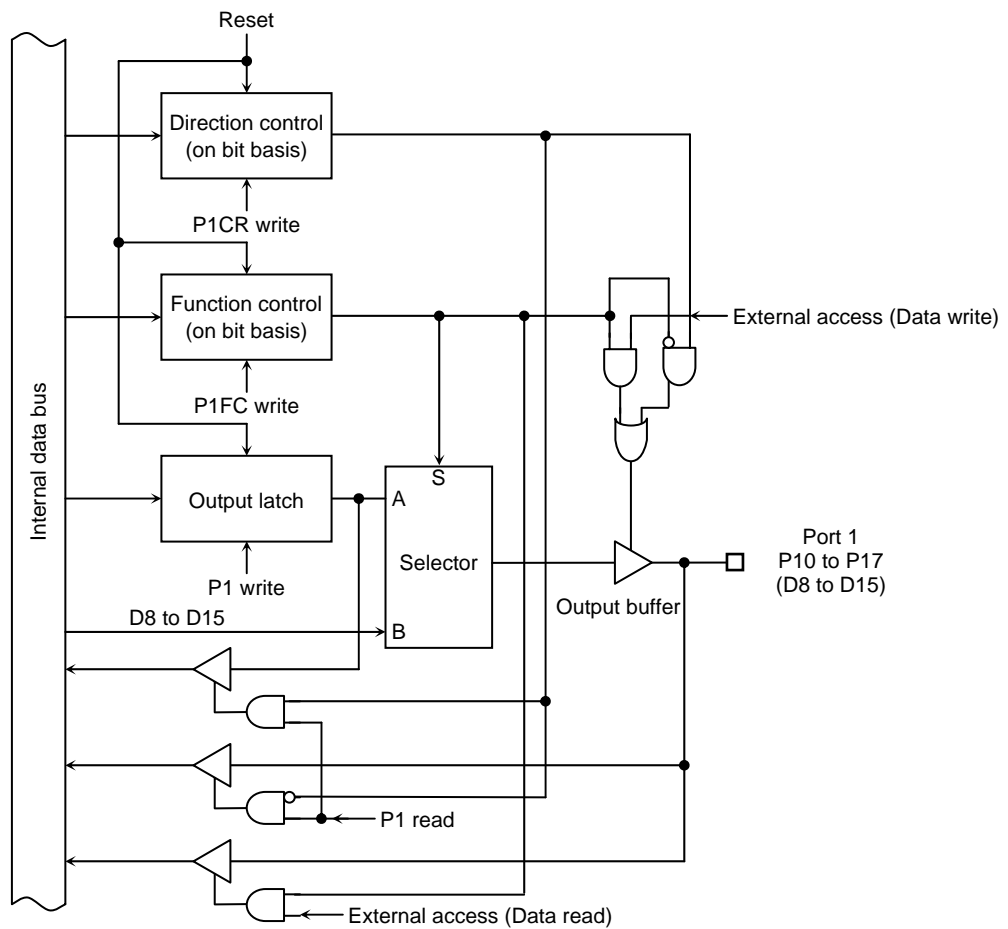 Reset
Direction control
(on bit basis)
P1CR write
Function control
(on bit basis)
External access (Data write)
P1FC write
Internal data bus
S
Output latch
A
Selector
Port 1
P10 to P17
(D8 to D15)
P1 write
Output buffer
D8 to D15
B
P1 read
External access (Data read)